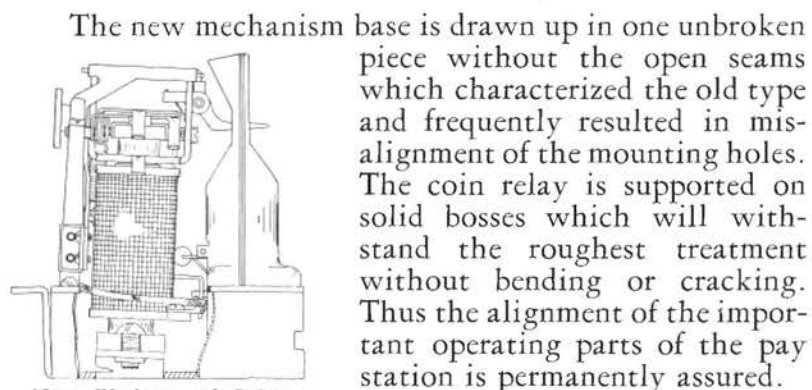 The new mechanism base is drawn up in one unbroken
piece without the open seams
which characterized the old type
and frequently resulted in mis-
alignment of the mounting holes.
The coin relay is supported on
solid bosses which will with-
stand the roughest treatment
without bending or cracking.
Thus the alignment of the impor-
tant operating parts of the pay
station is permanently assured.